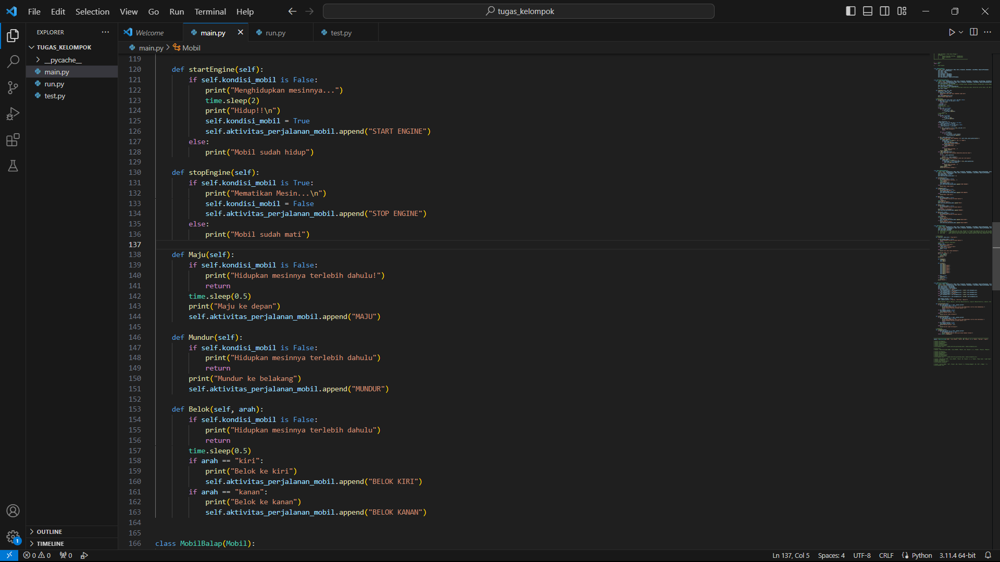 File Edit Selection View Go Run Terminal Help
tugas_kelompok
EXPLORER
Welcome
main.py
run.py
test.py
TUGAS_KELOMPOK
__pycache__
main.py
run.py
test.py
main.py > Mobil
119
120 def startEngine(self):
121 if self.kondisi_mobil is False:
122 print("Menghidupkan mesinnya...")
123 time.sleep(2)
124 print("Hidup!!\n")
125 self.kondisi_mobil = True
126 self.aktivitas_perjalanan_mobil.append("START ENGINE")
127 else:
128 print("Mobil sudah hidup")
129
130 def stopEngine(self):
131 if self.kondisi_mobil is True:
132 print("Mematikan Mesin...\n")
133 self.kondisi_mobil = False
134 self.aktivitas_perjalanan_mobil.append("STOP ENGINE")
135 else:
136 print("Mobil sudah mati")
137
138 def Maju(self):
139 if self.kondisi_mobil is False:
140 print("Hidupkan mesinnya terlebih dahulu!")
141 return
142 time.sleep(0.5)
143 print("Maju ke depan")
144 self.aktivitas_perjalanan_mobil.append("MAJU")
145
146 def Mundur(self):
147 if self.kondisi_mobil is False:
148 print("Hidupkan mesinnya terlebih dahulu")
149 return
150 print("Mundur ke belakang")
151 self.aktivitas_perjalanan_mobil.append("MUNDUR")
152
153 def Belok(self, arah):
154 if self.kondisi_mobil is False:
155 print("Hidupkan mesinnya terlebih dahulu")
156 return
157 time.sleep(0.5)
158 if arah == "kiri":
159 print("Belok ke kiri")
160 self.aktivitas_perjalanan_mobil.append("BELOK KIRI")
161 if arah == "kanan":
162 print("Belok ke kanan")
163 self.aktivitas_perjalanan_mobil.append("BELOK KANAN")
164
165
166 class MobilBalap(Mobil):
OUTLINE
TIMELINE
1
0 0 0
Ln 137, Col 5 Spaces: 4 UTF-8 CRLF Python 3.11.4 64-bit